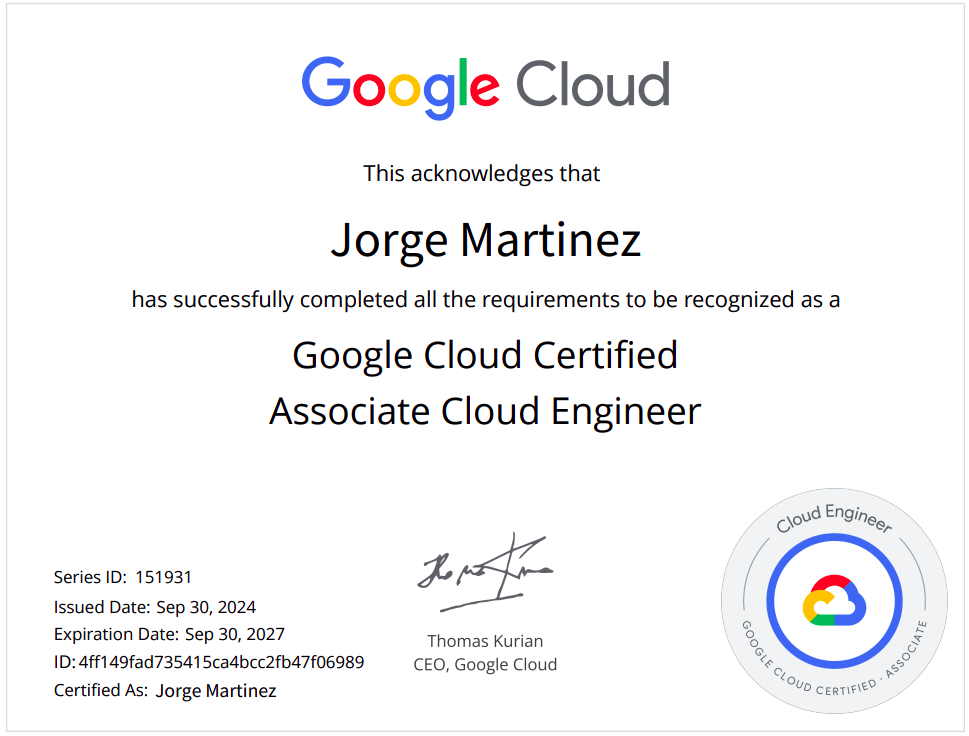 Google Cloud
This acknowledges that
Jorge Martinez
has successfully completed all the requirements to be recognized as a
Google Cloud Certified
Associate Cloud Engineer
Series ID: 151931
Issued Date: Sep 30, 2024
Expiration Date: Sep 30, 2027
ID: 4ff149fad735415ca4bcc2fb47f06989
Certified As: Jorge Martinez
Thomas Kurian
CEO, Google Cloud
Cloud Engineer
GOOGLE CLOUD CERTIFIED · ASSOCIATE